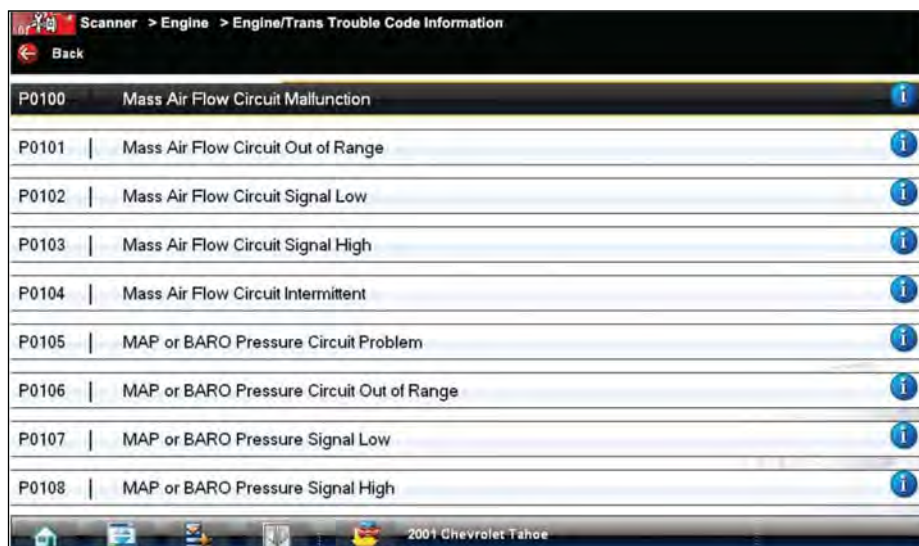 Scanner > Engine > Engine/Trans Trouble Code Information
Back
P0100 Mass Air Flow Circuit Malfunction
P0101 | Mass Air Flow Circuit Out of Range
P0102 | Mass Air Flow Circuit Signal Low
P0103 | Mass Air Flow Circuit Signal High
P0104 | Mass Air Flow Circuit Intermittent
P0105 | MAP or BARO Pressure Circuit Problem
P0106 | MAP or BARO Pressure Circuit Out of Range
P0107 | MAP or BARO Pressure Signal Low
P0108 | MAP or BARO Pressure Signal High
2001 Chevrolet Tahoe